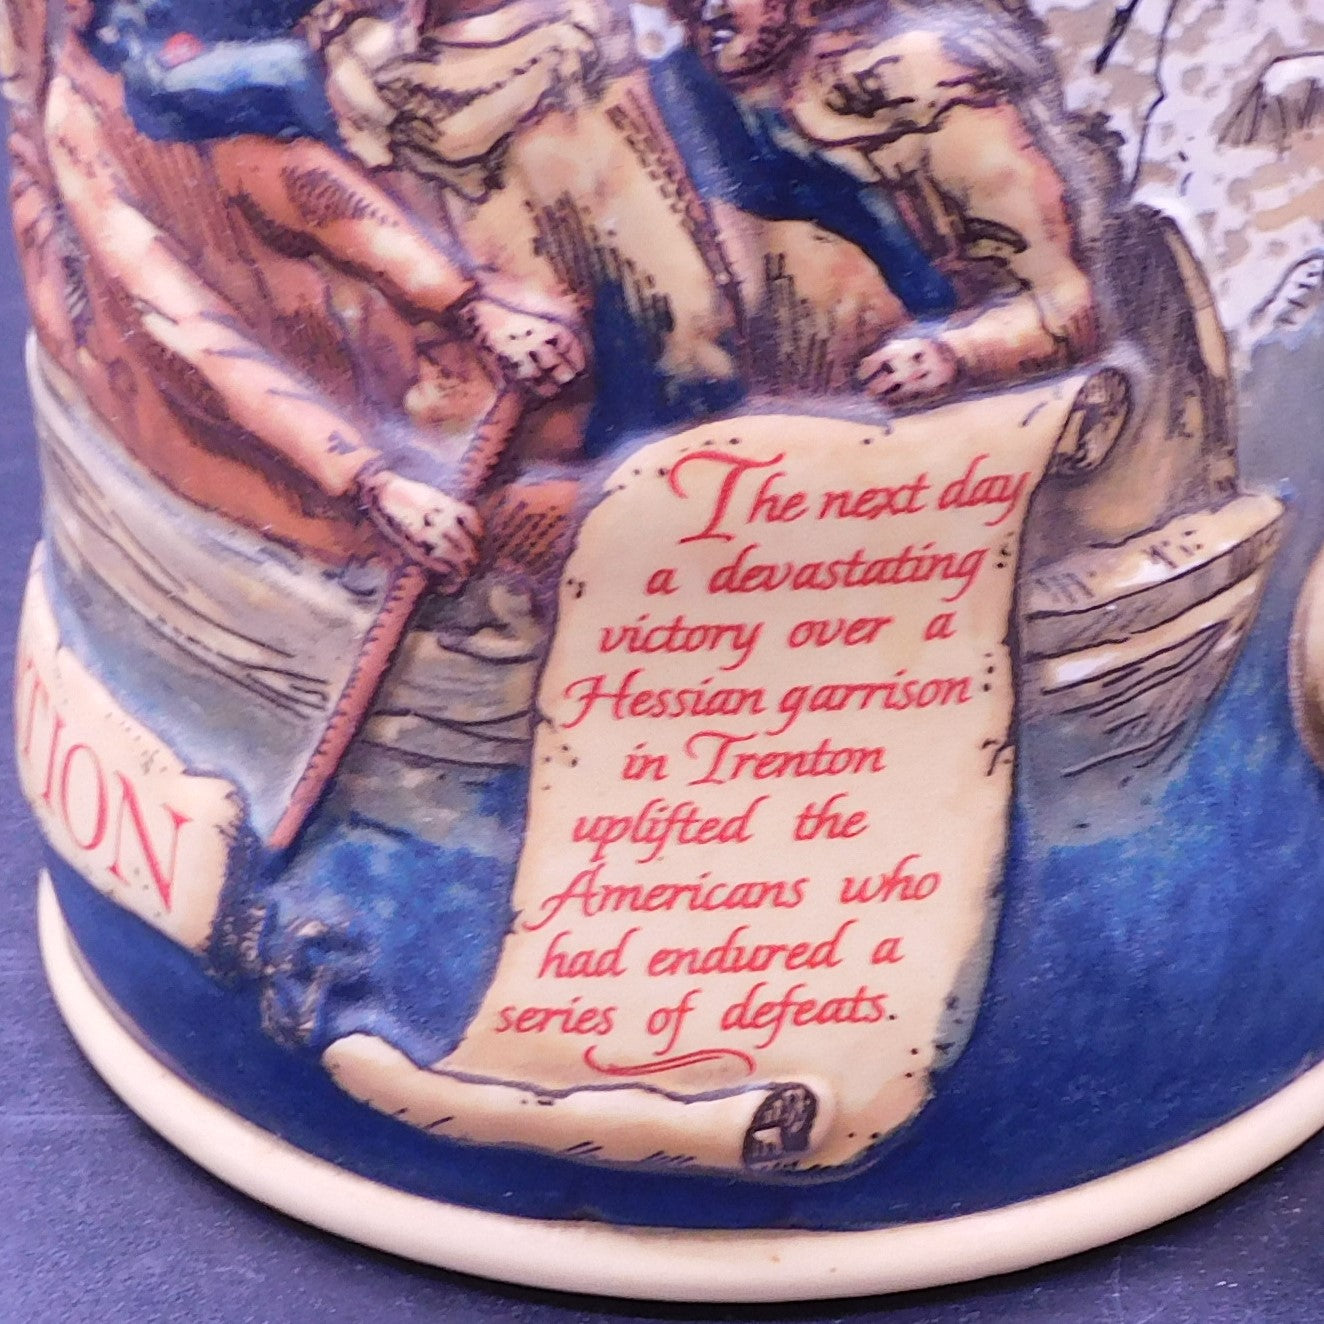 The next day
a devastating
victory over a
Hessian garrison
in Trenton
uplifted the
Americans who
had endured a
series of defeats.
TION